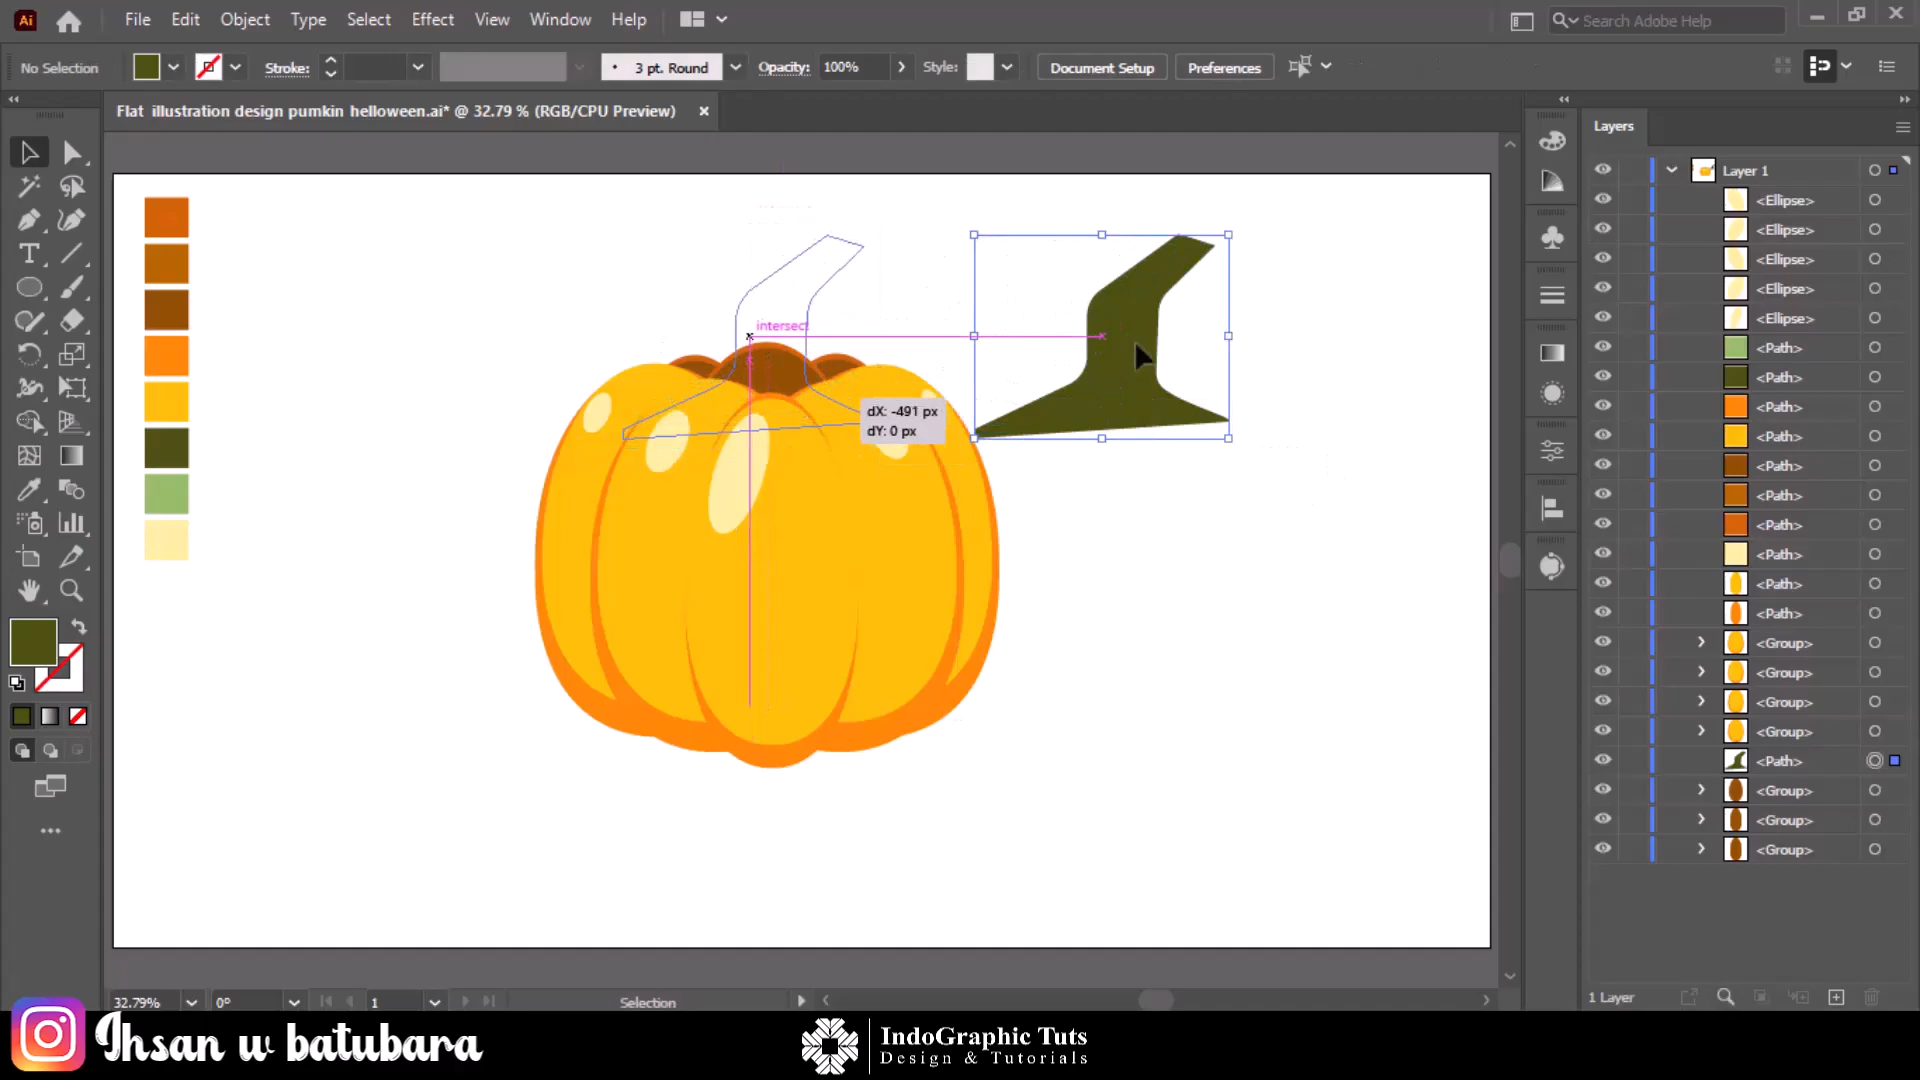 Ai
File Edit Object Type Select Effect View Window Help
Search Adobe Help
No Selection
Stroke:
3 pt. Round
Opacity: 100%
Style:
Document Setup
Preferences
Flat illustration design pumkin helloween.ai* @ 32.79 % (RGB/CPU Preview)
Layers
Layer 1
<Ellipse>
<Ellipse>
<Ellipse>
<Ellipse>
<Ellipse>
<Path>
<Path>
<Path>
<Path>
<Path>
<Path>
<Path>
<Path>
<Path>
<Path>
<Group>
<Group>
<Group>
<Group>
<Path>
<Group>
<Group>
<Group>
intersect
dX: -491 px
dY: 0 px
32.79%
0°
1
Selection
1 Layer
Ihsan w batubara
IndoGraphic Tuts
Design & Tutorials